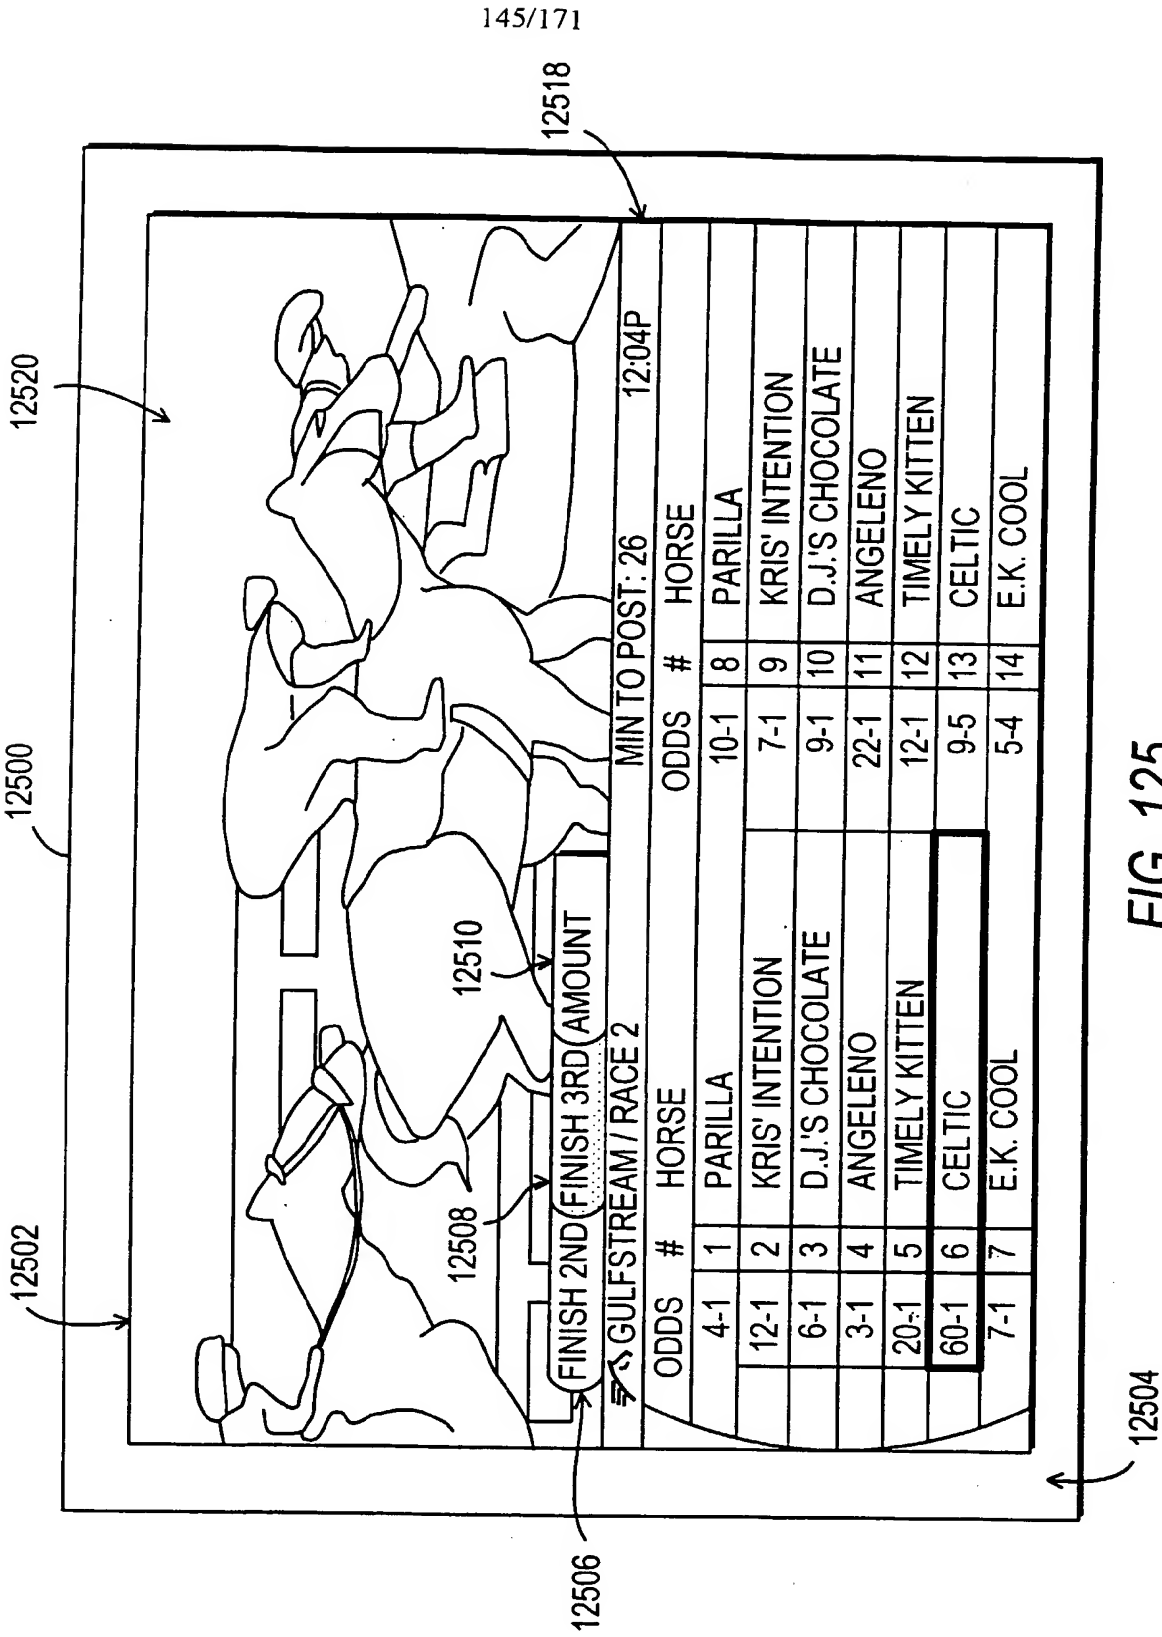 145/171
12500
12502
12520
12508
12510
12506
FINISH 2ND FINISH 3RD AMOUNT
GULFSTREAM / RACE 2 MIN TO POST: 26 12:04P
12518
ODDS # HORSE ODDS # HORSE
4-1 1 PARILLA 10-1 8 PARILLA
12-1 2 KRIS' INTENTION 7-1 9 KRIS' INTENTION
6-1 3 D.J.'S CHOCOLATE 9-1 10 D.J.'S CHOCOLATE
3-1 4 ANGELENO 22-1 11 ANGELENO
20-1 5 TIMELY KITTEN 12-1 12 TIMELY KITTEN
60-1 6 CELTIC 9-5 13 CELTIC
7-1 7 E.K. COOL 5-4 14 E.K. COOL
12504
FIG. 125